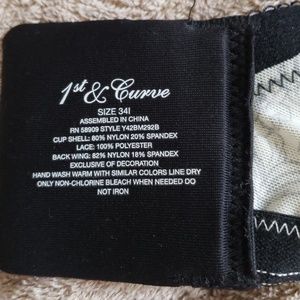 1st & Curve
SIZE 34I
ASSEMBLED IN CHINA
RN 58909 STYLE Y42BM292B
CUP SHELL: 80% NYLON 20% SPANDEX
LACE: 100% POLYESTER
BACK WING: 82% NYLON 18% SPANDEX
EXCLUSIVE OF DECORATION
HAND WASH WARM WITH SIMILAR COLORS LINE DRY
ONLY NON-CHLORINE BLEACH WHEN NEEDED DO
NOT IRON